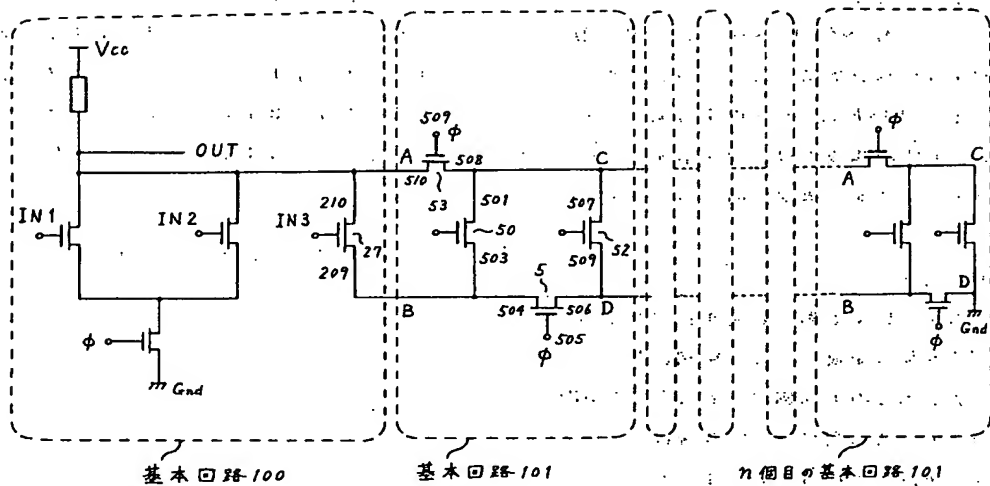 Vcc
OUT
IN1
IN2
IN3
210
27
209
φ
Gnd
A
509
φ
510
508
53
C
501
50
503
507
52
509
B
5
504
506
D
505
φ
φ
A
C
B
D
φ
Gnd
基本回路100
基本回路101
n個目の基本回路101